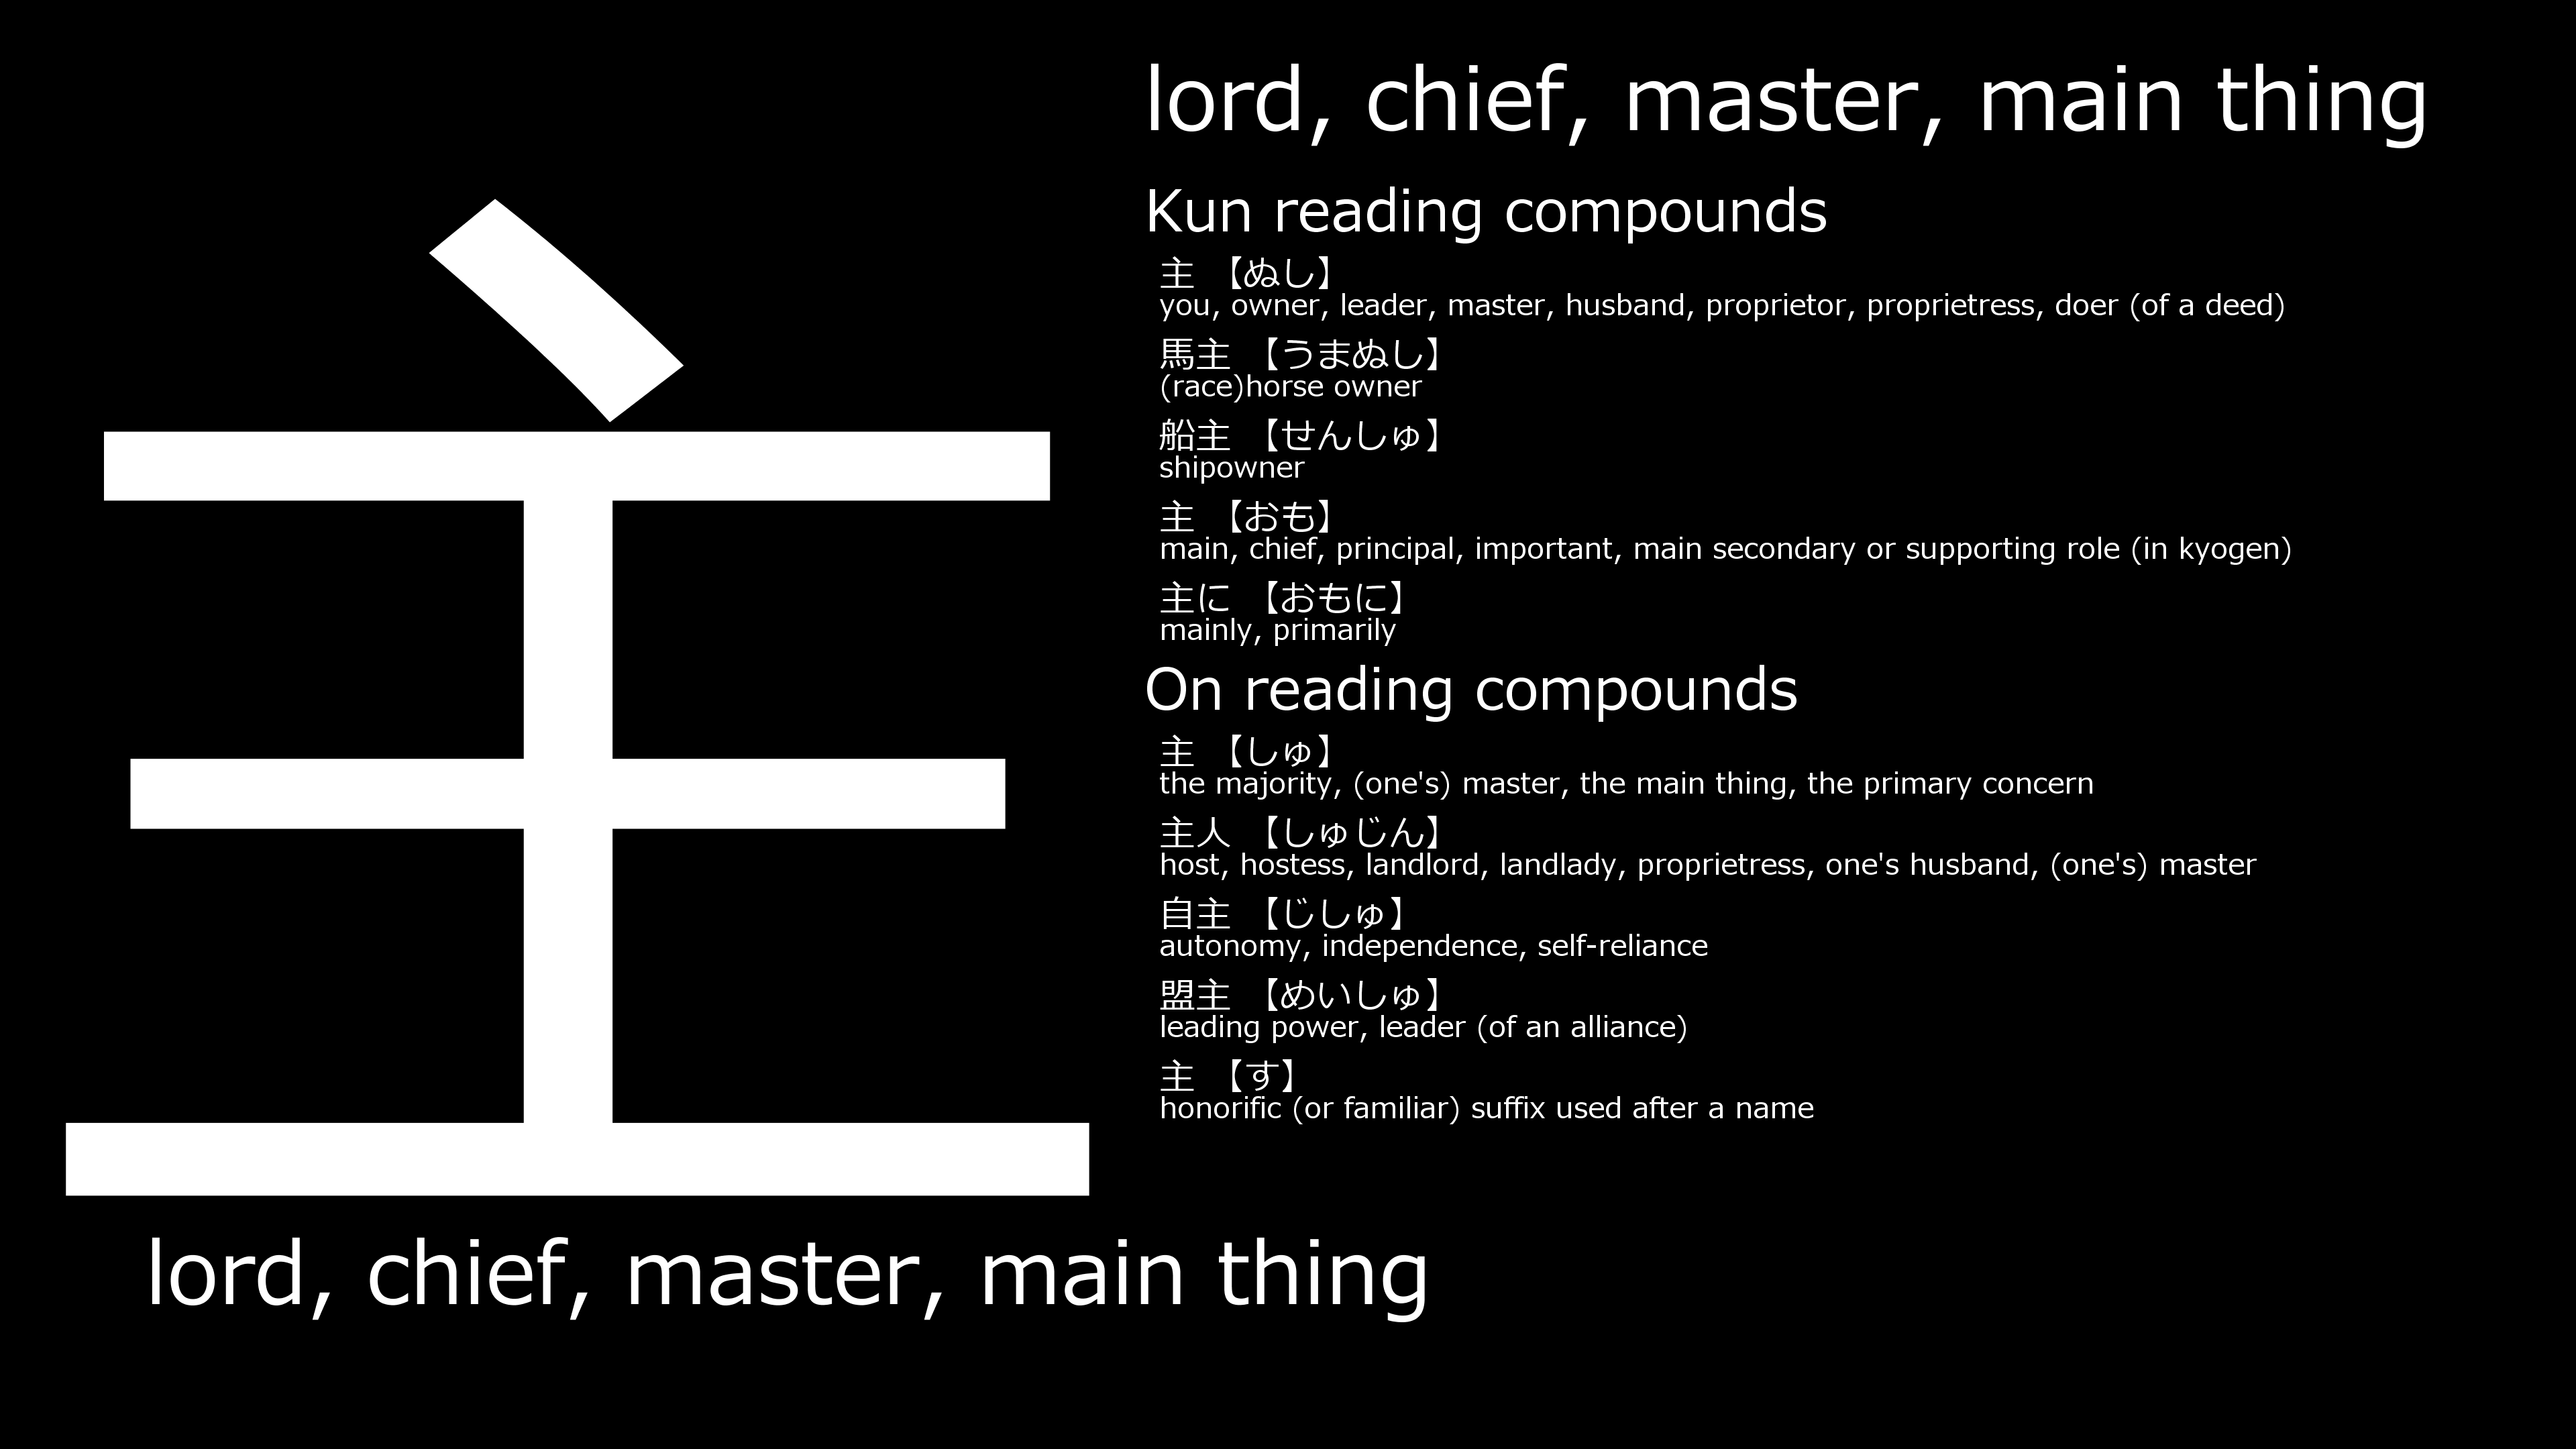 主
lord, chief, master, main thing
lord, chief, master, main thing
Kun reading compounds
主 【ぬし】
you, owner, leader, master, husband, proprietor, proprietress, doer (of a deed)
馬主 【うまぬし】
(race)horse owner
船主 【せんしゅ】
shipowner
主 【おも】
main, chief, principal, important, main secondary or supporting role (in kyogen)
主に 【おもに】
mainly, primarily
On reading compounds
主 【しゅ】
the majority, (one's) master, the main thing, the primary concern
主人 【しゅじん】
host, hostess, landlord, landlady, proprietress, one's husband, (one's) master
自主 【じしゅ】
autonomy, independence, self-reliance
盟主 【めいしゅ】
leading power, leader (of an alliance)
主 【す】
honorific (or familiar) suffix used after a name